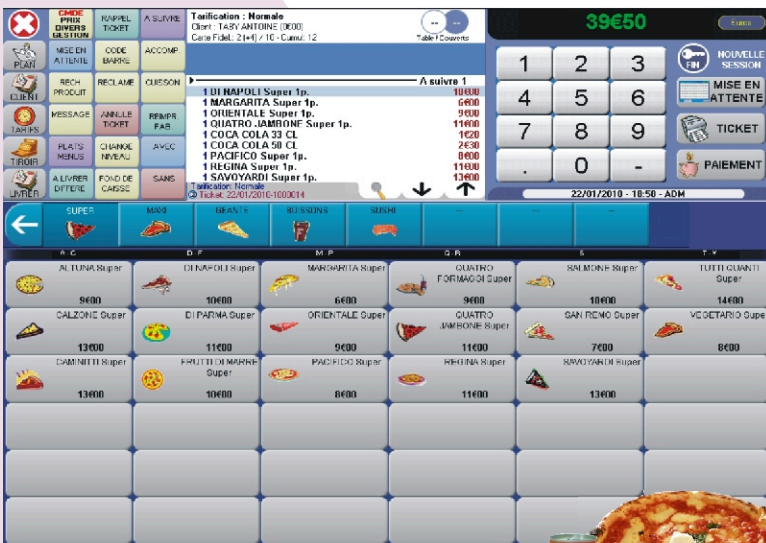 CMDE PRIX DIVERS GESTION
RAPPEL TICKET
A SUIVRE
PLAN
MISE EN ATTENTE
CODE BARRE
ACCOMP.
CLIENT
RECH PRODUIT
RECLAME
CUISSON
TARIFS
MESSAGE
ANNULE TICKET
REIMPR. FAB
TIROIR
PLATS MENUS
CHANGE NIVEAU
AVEC
LIVRER
A LIVRER DIFFERE
FOND DE CAISSE
SANS
Tarification : Normale
Client : TABY ANTOINE (0€00)
Carte Fidel.: 2 (+4) / 10 - Cumul: 12
-- --
Table / Couverts
A suivre 1
1 DI NAPOLI Super 1p. 10€00
1 MARGARITA Super 1p. 6€00
1 ORIENTALE Super 1p. 9€00
1 QUATRO JAMBONE Super 1p. 11€00
1 COCA COLA 33 CL 1€20
1 COCA COLA 50 CL 2€30
1 PACIFICO Super 1p. 8€00
1 REGINA Super 1p. 11€00
1 SAVOYARDI Super 1p. 13€00
Tarification: Normale
Ticket: 22/01/2010-1000014
39€50
Euros
1 2 3
4 5 6
7 8 9
. 0 -
FIN
NOUVELLE SESSION
MISE EN ATTENTE
TICKET
PAIEMENT
22/01/2010 - 18:50 - ADM
SUPER
MAXI
GEANTE
BOISSONS
SUSHI
--
--
--
A-C
D-F
M-P
Q-R
S
T-V
ALTUNA Super
9€00
DI NAPOLI Super
10€00
MARGARITA Super
6€00
QUATRO FORMAGGI Super
9€00
SALMONE Super
10€00
TUTTI QUANTI Super
14€00
CALZONE Super
13€00
DI PARMA Super
11€00
ORIENTALE Super
9€00
QUATRO JAMBONE Super
11€00
SAN REMO Super
7€00
VEGETARIO Supe
8€00
CAMINITTI Super
13€00
FRUTTI DI MARRE Super
10€00
PACIFICO Super
8€00
REGINA Super
11€00
SAVOYARDI Super
13€00